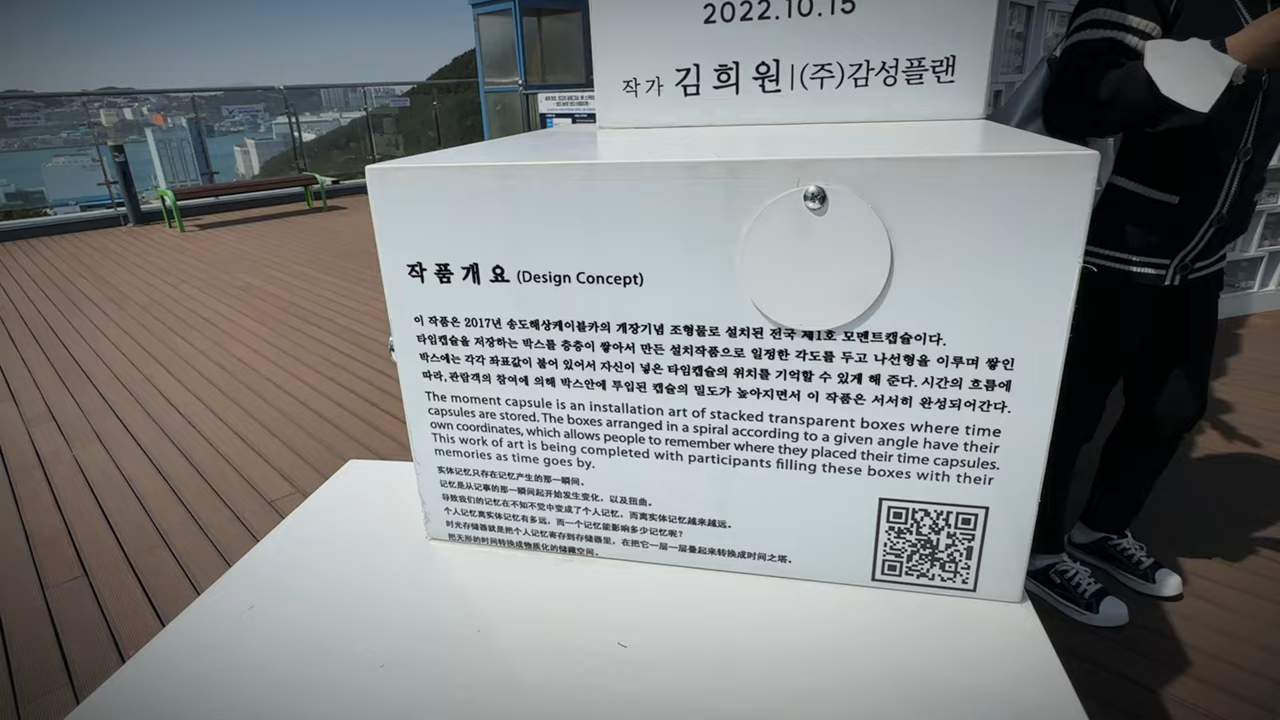 2022.10.15
작가 김희원 | (주)감성플랜
작품개요 (Design Concept)
이 작품은 2017년 송도해상케이블카의 개장기념 조형물로 설치된 전국 제1호 모멘트캡슐이다.
타임캡슐을 저장하는 박스를 층층이 쌓아서 만든 설치작품으로 일정한 각도를 두고 나선형을 이루며 쌓인
박스에는 각각 좌표값이 붙어 있어서 자신이 넣은 타임캡슐의 위치를 기억할 수 있게 해 준다. 시간의 흐름에
따라, 관람객의 참여에 의해 박스안에 투입된 캡슐의 밀도가 높아지면서 이 작품은 서서히 완성되어간다.
The moment capsule is an installation art of stacked transparent boxes where time
capsules are stored. The boxes arranged in a spiral according to a given angle have their
own coordinates, which allows people to remember where they placed their time capsules.
This work of art is being completed with participants filling these boxes with their
memories as time goes by.
实体记忆只存在记忆产生的那一瞬间。
记忆是从记事的那一瞬间起开始发生变化，以及扭曲。
导致我们的记忆在不知不觉中变成了个人记忆，而离实体记忆越来越远。
个人记忆离实体记忆有多远，而一个记忆能影响多少记忆呢？
时光存储器就是把个人记忆寄存到存储器里，在把它一层一层叠起来转换成时间之塔。
把无形的时间转换成物质化的储藏空间。